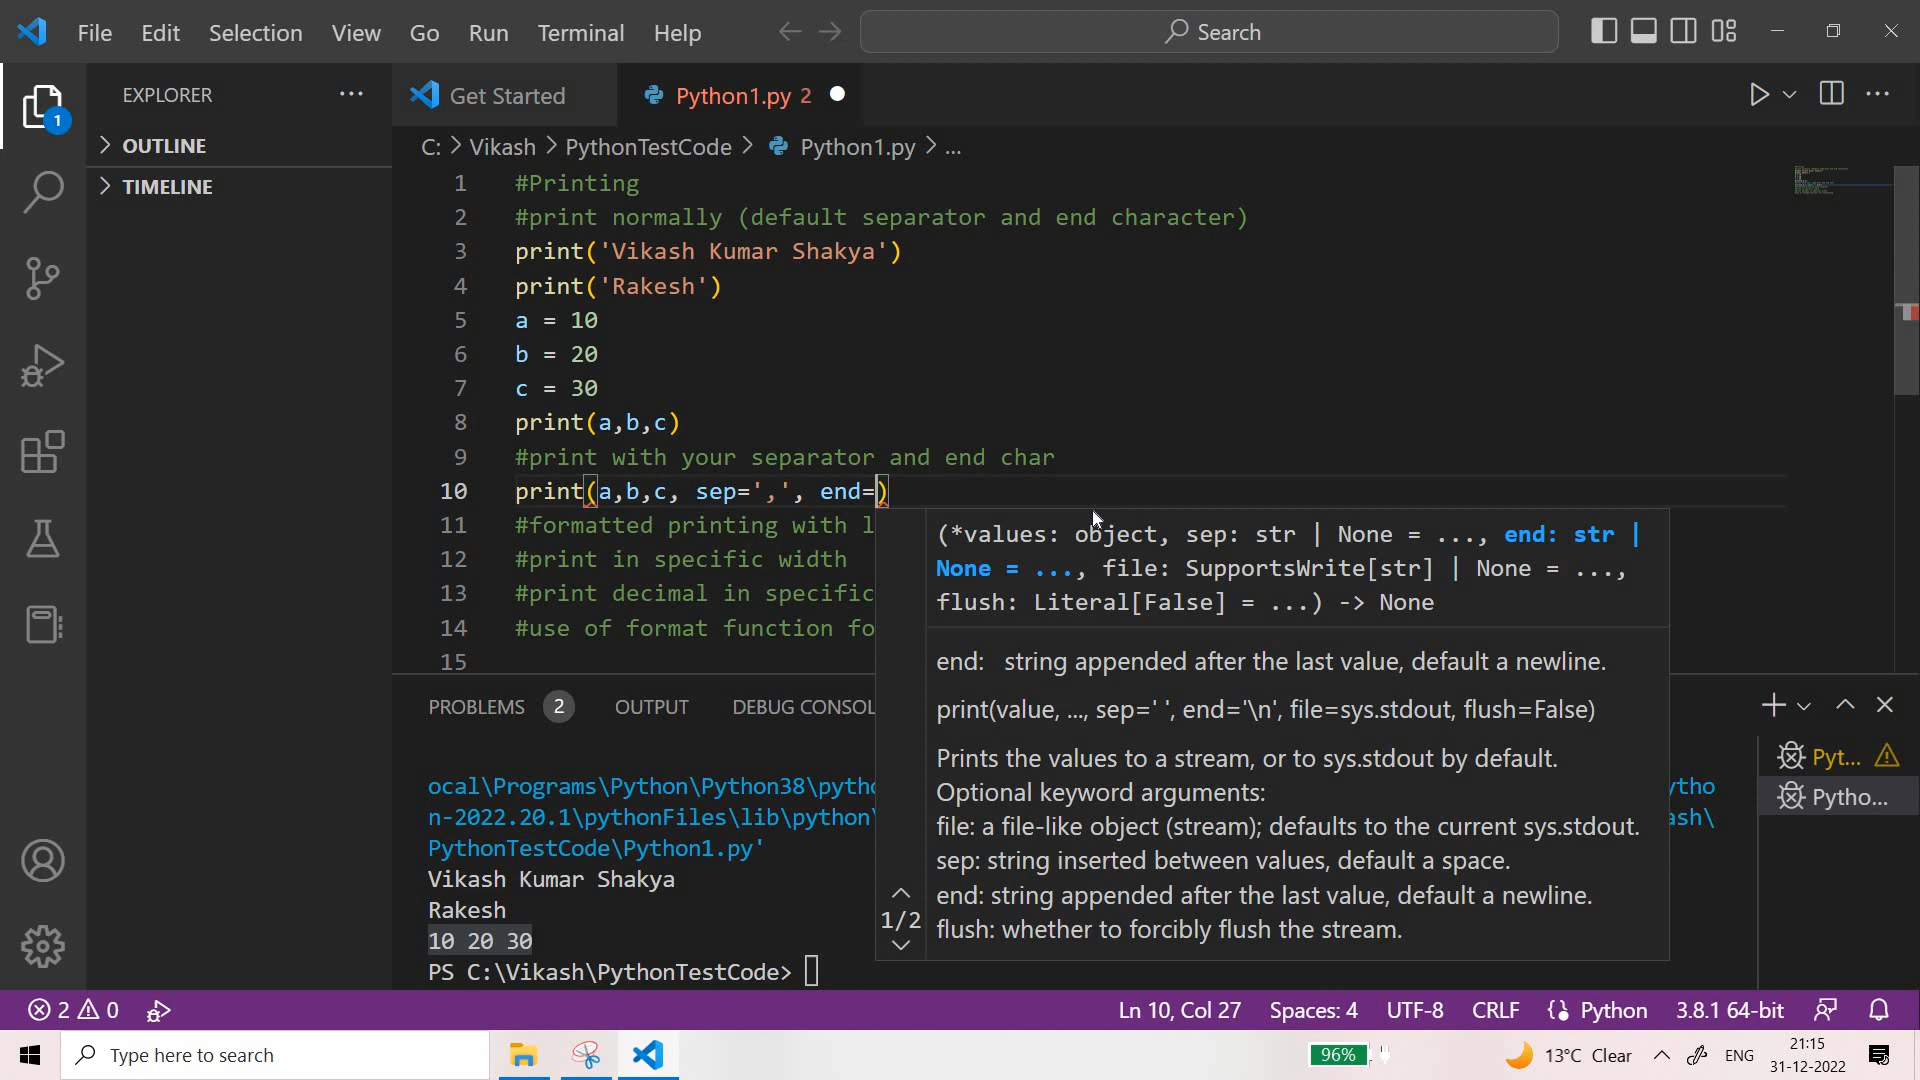 File Edit Selection View Go Run Terminal Help
Search
EXPLORER
1
OUTLINE
TIMELINE
Get Started
Python1.py 2
C: > Vikash > PythonTestCode > Python1.py > ...
1 #Printing
2 #print normally (default separator and end character)
3 print('Vikash Kumar Shakya')
4 print('Rakesh')
5 a = 10
6 b = 20
7 c = 30
8 print(a,b,c)
9 #print with your separator and end char
10 print(a,b,c, sep=',', end=)
11 #formatted printing with l
12 #print in specific width
13 #print decimal in specific
14 #use of format function fo
15
(*values: object, sep: str | None = ..., end: str |
None = ..., file: SupportsWrite[str] | None = ...,
flush: Literal[False] = ...) -> None
end: string appended after the last value, default a newline.
print(value, ..., sep=' ', end='\n', file=sys.stdout, flush=False)
Prints the values to a stream, or to sys.stdout by default.
Optional keyword arguments:
file: a file-like object (stream); defaults to the current sys.stdout.
sep: string inserted between values, default a space.
end: string appended after the last value, default a newline.
flush: whether to forcibly flush the stream.
1/2
PROBLEMS 2 OUTPUT DEBUG CONSOL
ocal\Programs\Python\Python38\pytho ytho
n-2022.20.1\pythonFiles\lib\python\ ash\
PythonTestCode\Python1.py'
Vikash Kumar Shakya
Rakesh
10 20 30
PS C:\Vikash\PythonTestCode>
Pyt...
Pytho...
2 0
Ln 10, Col 27 Spaces: 4 UTF-8 CRLF Python 3.8.1 64-bit
Type here to search
96%
13°C Clear
ENG
21:15
31-12-2022